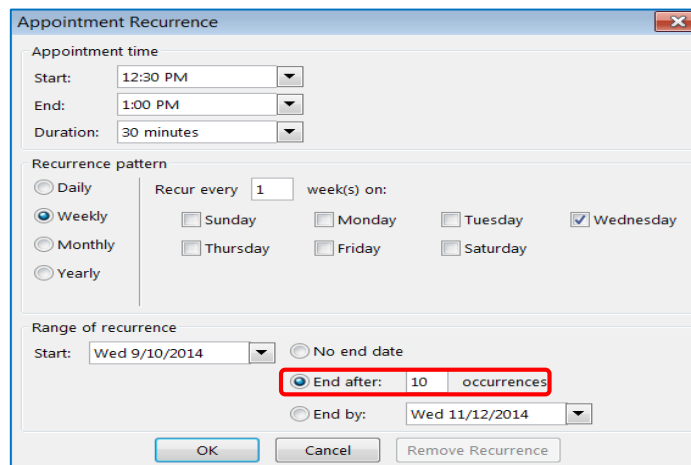 Appointment Recurrence
Appointment time
Start: 12:30 PM
End: 1:00 PM
Duration: 30 minutes
Recurrence pattern
Daily Recur every 1 week(s) on:
Weekly Sunday Monday Tuesday Wednesday
Monthly Thursday Friday Saturday
Yearly
Range of recurrence
Start: Wed 9/10/2014 No end date
End after: 10 occurrences
End by: Wed 11/12/2014
OK Cancel Remove Recurrence